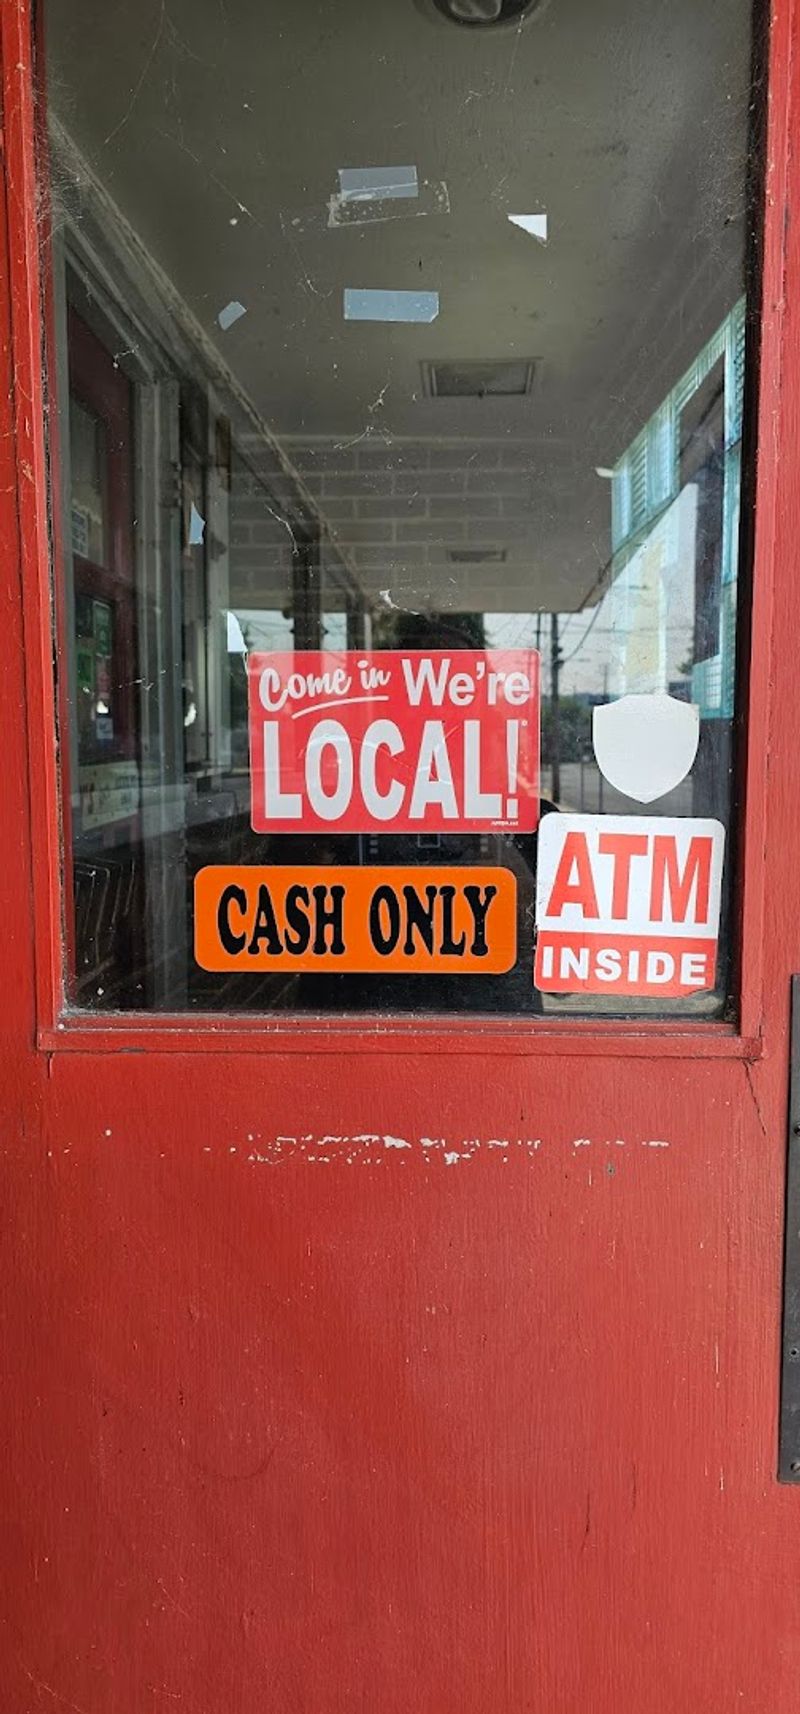 Come in We're
LOCAL!
CASH ONLY
ATM
INSIDE